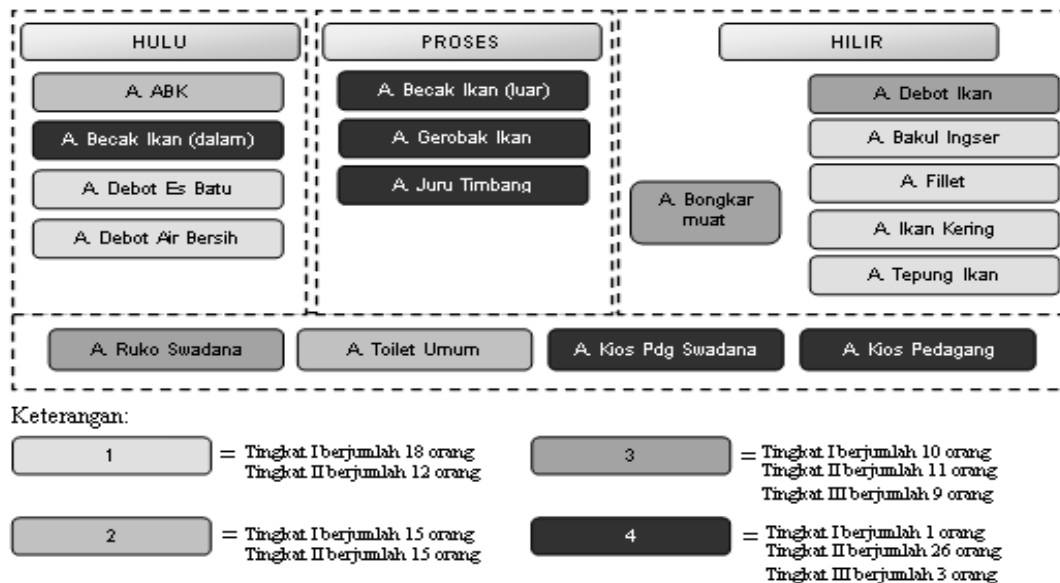 HULU
A. ABK
A. Becak Ikan (dalam)
A. Debot Es Batu
A. Debot Air Bersih
PROSES
A. Becak Ikan (luar)
A. Gerobak Ikan
A. Juru Timbang
HILIR
A. Bongkar
muat
A. Debot Ikan
A. Bakul Ingser
A. Fillet
A. Ikan Kering
A. Tepung Ikan
A. Ruko Swadana
A. Toilet Umum
A. Kios Pdg Swadana
A. Kios Pedagang
Keterangan:
1
= Tingkat I berjumlah 18 orang
Tingkat II berjumlah 12 orang
2
= Tingkat I berjumlah 15 orang
Tingkat II berjumlah 15 orang
3
= Tingkat I berjumlah 10 orang
Tingkat II berjumlah 11 orang
Tingkat III berjumlah 9 orang
4
= Tingkat I berjumlah 1 orang
Tingkat II berjumlah 26 orang
Tingkat III berjumlah 3 orang